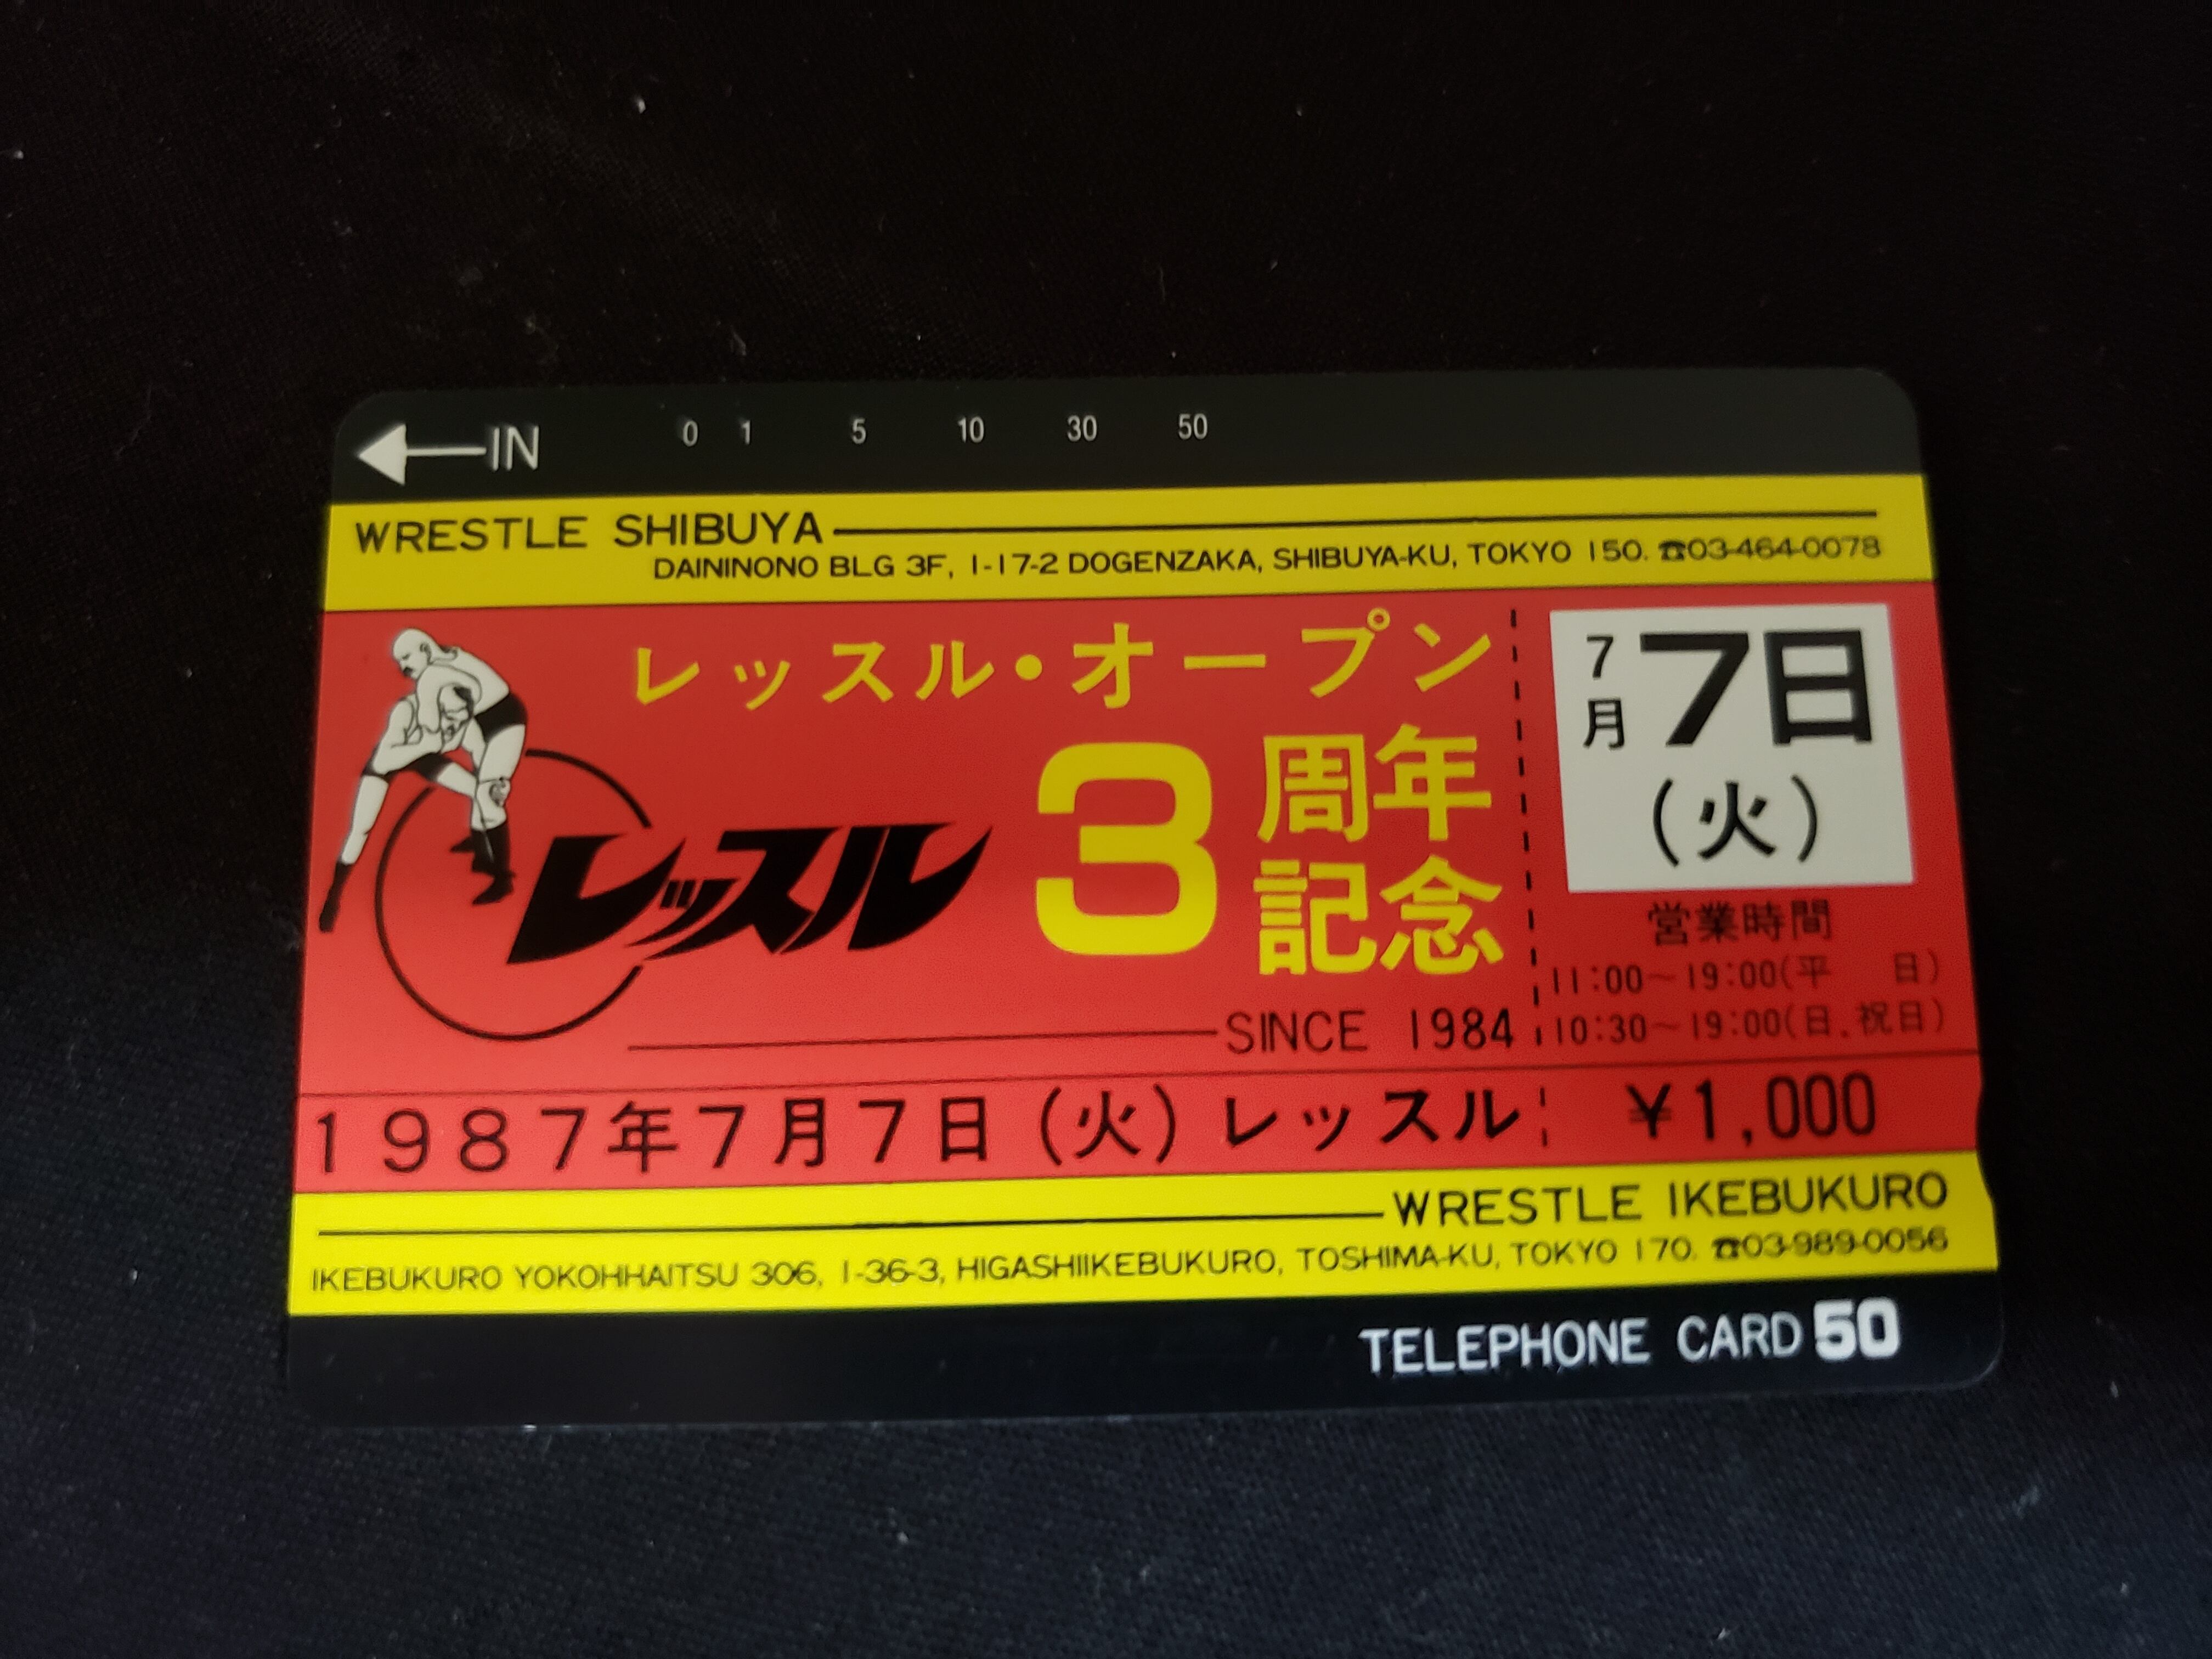 IN 0 1 5 10 30 50
WRESTLE SHIBUYA
DAININONO BLG 3F, 1-17-2 DOGENZAKA, SHIBUYA-KU, TOKYO 150. ☎03-464-0078
レッスル・オープン
3周年
記念
レッスル
SINCE 1984
7月7日
(火)
営業時間
11:00〜19:00(平 日)
10:30〜19:00(日.祝日)
1987年7月7日(火)レッスル ¥1,000
WRESTLE IKEBUKURO
IKEBUKURO YOKOHHAITSU 306, 1-36-3, HIGASHIIKEBUKURO, TOSHIMA-KU, TOKYO 170. ☎03-989-0056
TELEPHONE CARD 50